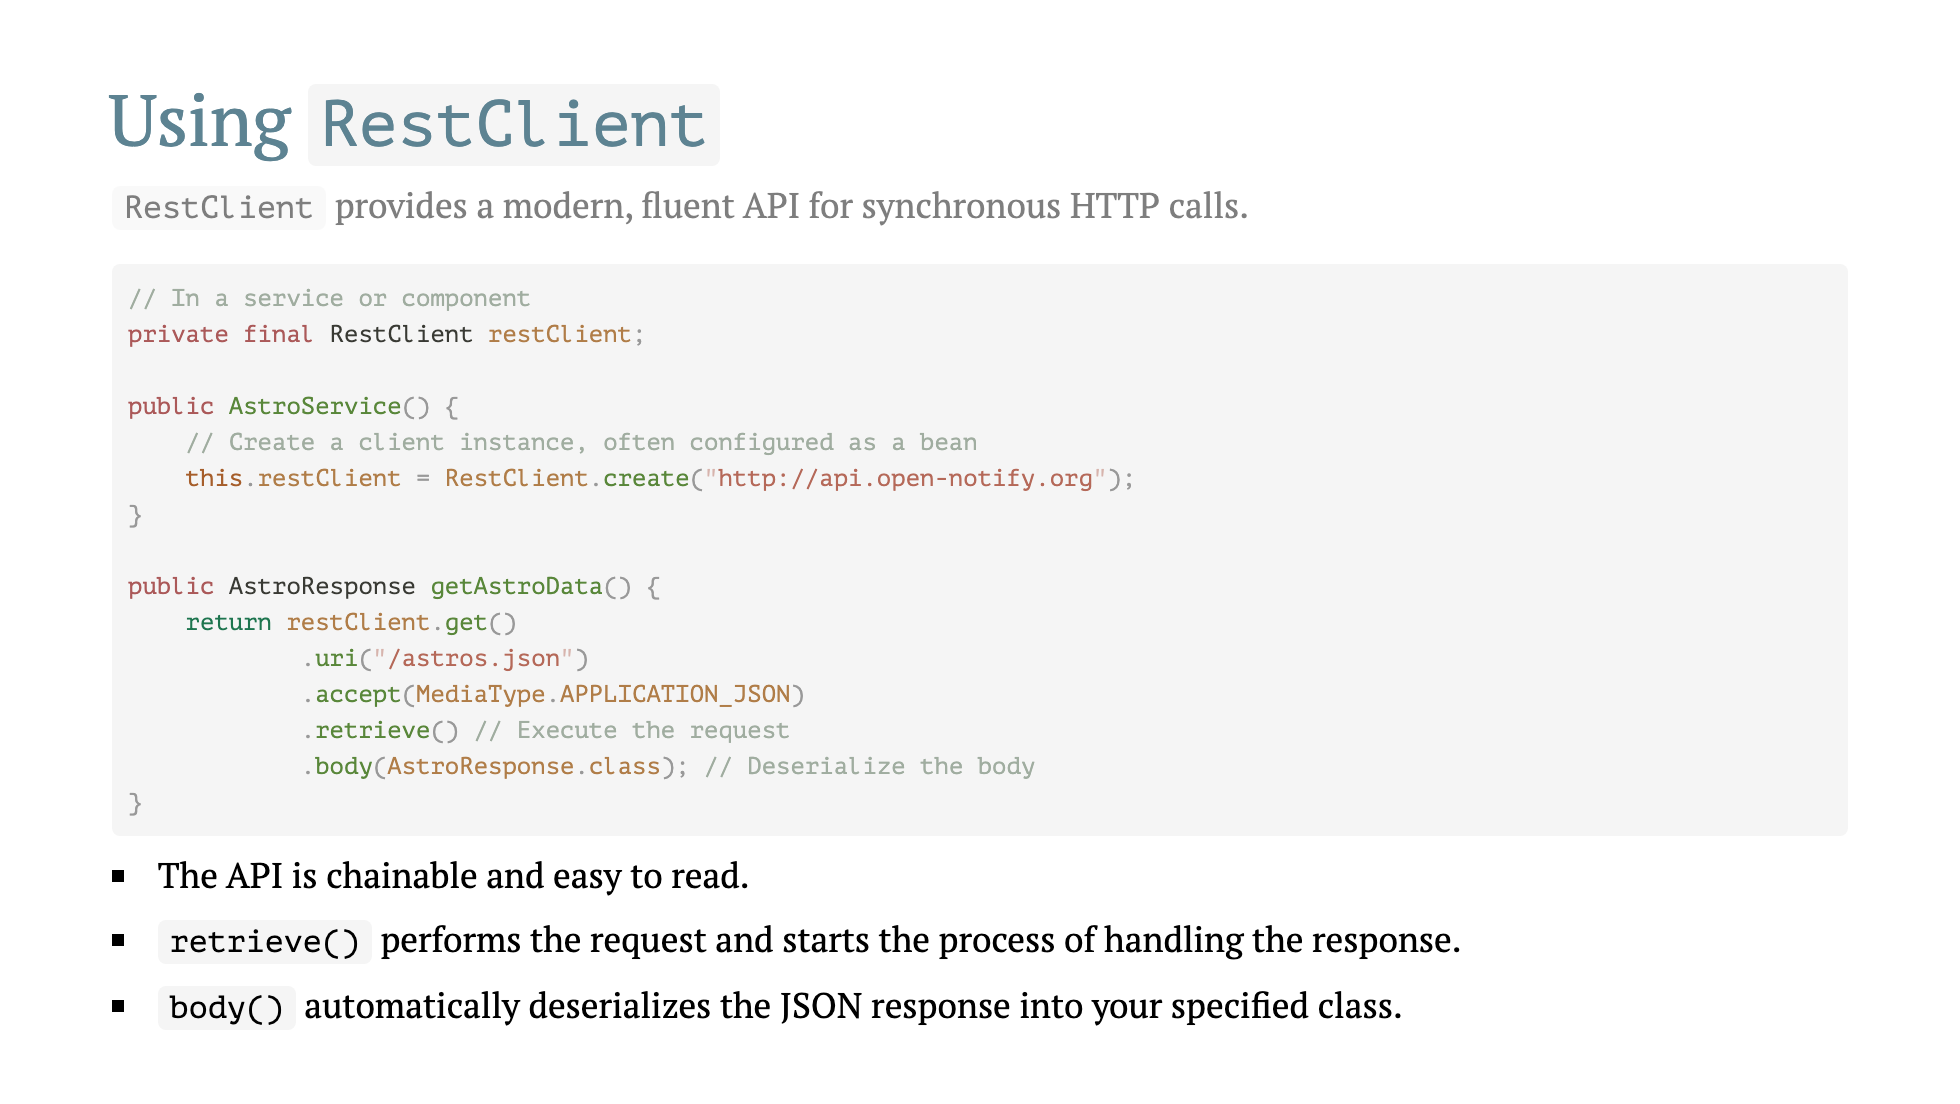 Using RestClient
RestClient provides a modern, fluent API for synchronous HTTP calls.
// In a service or component
private final RestClient restClient;
public AstroService() {
    // Create a client instance, often configured as a bean
    this.restClient = RestClient.create("http://api.open-notify.org");
}
public AstroResponse getAstroData() {
    return restClient.get()
            .uri("/astros.json")
            .accept(MediaType.APPLICATION_JSON)
            .retrieve() // Execute the request
            .body(AstroResponse.class); // Deserialize the body
}
▪ The API is chainable and easy to read.
▪ retrieve() performs the request and starts the process of handling the response.
▪ body() automatically deserializes the JSON response into your specified class.